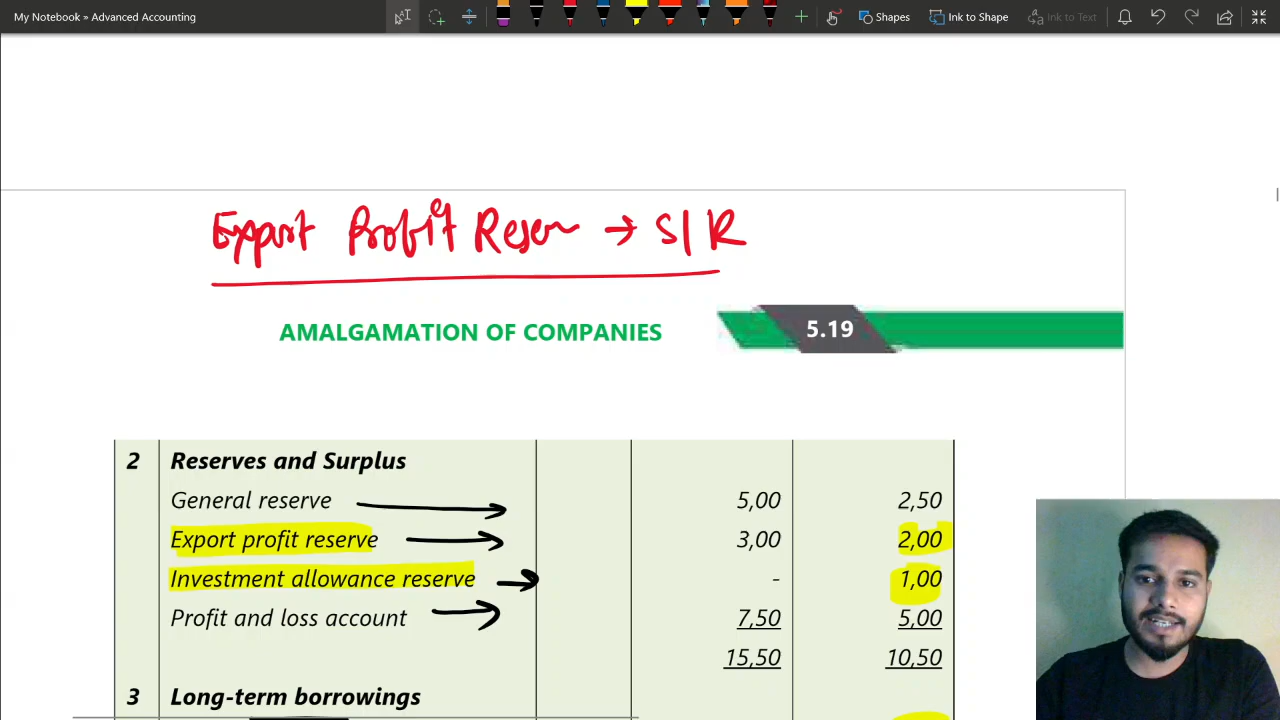 My Notebook » Advanced Accounting
Shapes
Ink to Shape
Ink to Text
Export Profit Reser → S/R
AMALGAMATION OF COMPANIES 5.19
2 Reserves and Surplus
General reserve 5,00 2,50
Export profit reserve 3,00 2,00
Investment allowance reserve - 1,00
Profit and loss account 7,50 5,00
15,50 10,50
3 Long-term borrowings